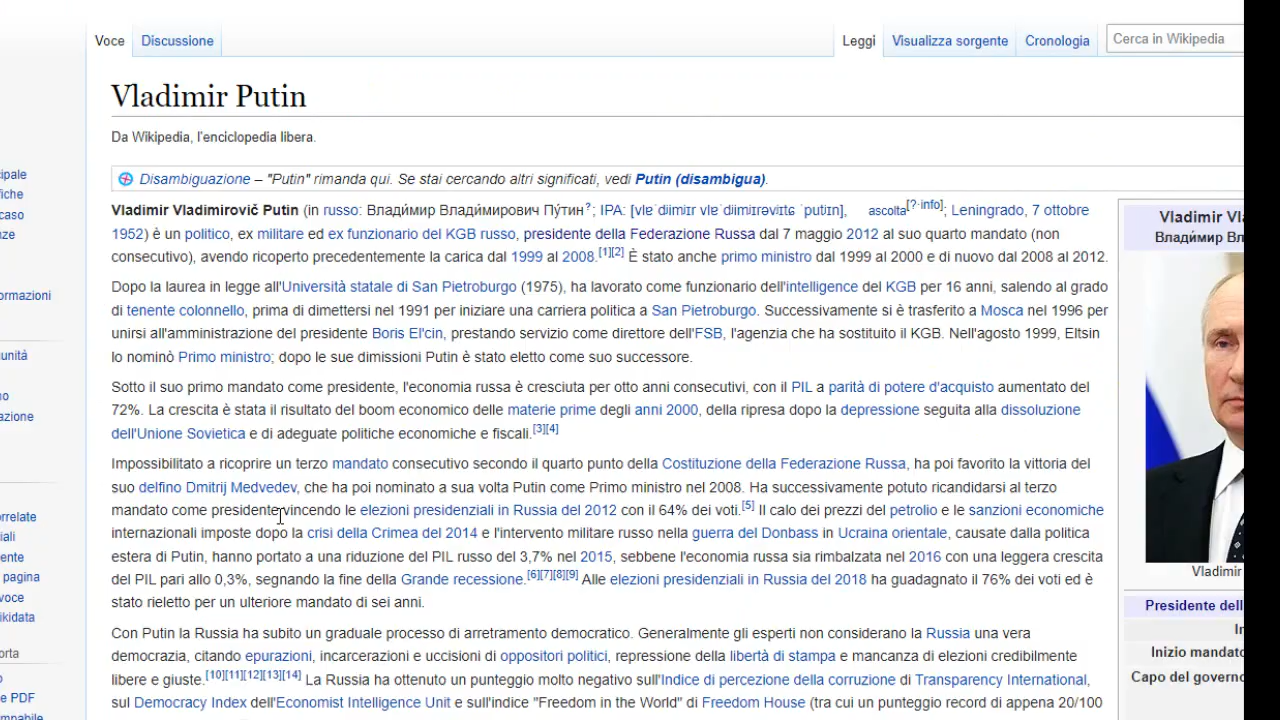 Voce
Discussione
Leggi
Visualizza sorgente
Cronologia
Cerca in Wikipedia
Vladimir Putin
Da Wikipedia, l'enciclopedia libera.
Disambiguazione – "Putin" rimanda qui. Se stai cercando altri significati, vedi Putin (disambigua).
Vladimir Vladimirovič Putin (in russo: Влади́мир Влади́мирович Пу́тин?; IPA: ascolta[?·info]; Leningrado, 7 ottobre
1952) è un politico, ex militare ed ex funzionario del KGB russo, presidente della Federazione Russa dal 7 maggio 2012 al suo quarto mandato (non
consecutivo), avendo ricoperto precedentemente la carica dal 1999 al 2008.[1][2] È stato anche primo ministro dal 1999 al 2000 e di nuovo dal 2008 al 2012.
Dopo la laurea in legge all'Università statale di San Pietroburgo (1975), ha lavorato come funzionario dell'intelligence del KGB per 16 anni, salendo al grado
di tenente colonnello, prima di dimettersi nel 1991 per iniziare una carriera politica a San Pietroburgo. Successivamente si è trasferito a Mosca nel 1996 per
unirsi all'amministrazione del presidente Boris El'cin, prestando servizio come direttore dell'FSB, l'agenzia che ha sostituito il KGB. Nell'agosto 1999, Eltsin
lo nominò Primo ministro; dopo le sue dimissioni Putin è stato eletto come suo successore.
Sotto il suo primo mandato come presidente, l'economia russa è cresciuta per otto anni consecutivi, con il PIL a parità di potere d'acquisto aumentato del
72%. La crescita è stata il risultato del boom economico delle materie prime degli anni 2000, della ripresa dopo la depressione seguita alla dissoluzione
dell'Unione Sovietica e di adeguate politiche economiche e fiscali.[3][4]
Impossibilitato a ricoprire un terzo mandato consecutivo secondo il quarto punto della Costituzione della Federazione Russa, ha poi favorito la vittoria del
suo delfino Dmitrij Medvedev, che ha poi nominato a sua volta Putin come Primo ministro nel 2008. Ha successivamente potuto ricandidarsi al terzo
mandato come presidente vincendo le elezioni presidenziali in Russia del 2012 con il 64% dei voti.[5] Il calo dei prezzi del petrolio e le sanzioni economiche
internazionali imposte dopo la crisi della Crimea del 2014 e l'intervento militare russo nella guerra del Donbass in Ucraina orientale, causate dalla politica
estera di Putin, hanno portato a una riduzione del PIL russo del 3,7% nel 2015, sebbene l'economia russa sia rimbalzata nel 2016 con una leggera crescita
del PIL pari allo 0,3%, segnando la fine della Grande recessione.[6][7][8][9] Alle elezioni presidenziali in Russia del 2018 ha guadagnato il 76% dei voti ed è
stato rieletto per un ulteriore mandato di sei anni.
Con Putin la Russia ha subito un graduale processo di arretramento democratico. Generalmente gli esperti non considerano la Russia una vera
democrazia, citando epurazioni, incarcerazioni e uccisioni di oppositori politici, repressione della libertà di stampa e mancanza di elezioni credibilmente
libere e giuste.[10][11][12][13][14] La Russia ha ottenuto un punteggio molto negativo sull'Indice di percezione della corruzione di Transparency International,
sul Democracy Index dell'Economist Intelligence Unit e sull'indice "Freedom in the World" di Freedom House (tra cui un punteggio record di appena 20/100
cipale
fiche
caso
nze
ormazioni
unità
o
azione
orrelate
iali
ente
pagina
voce
ikidata
orta
o
e PDF
Vladimir Vl
Владимир Вл
Vladimir
Presidente dell
In
Inizio mandato
Capo del governo